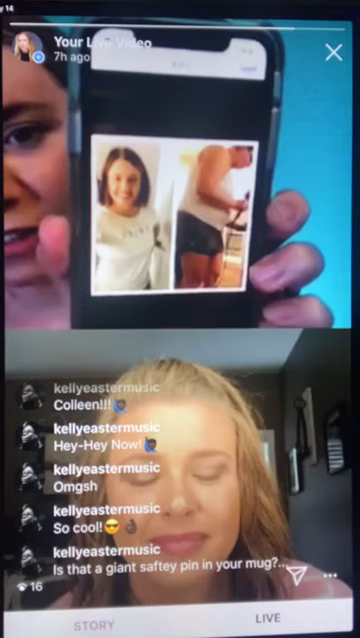 Your Live Video
7h ago
kellyeastermusic
Colleen!!!
kellyeastermusic
Hey-Hey Now!
kellyeastermusic
Omgsh
kellyeastermusic
So cool!😎👌🏿
kellyeastermusic
Is that a giant saftey pin in your mug?...
16
STORY
LIVE